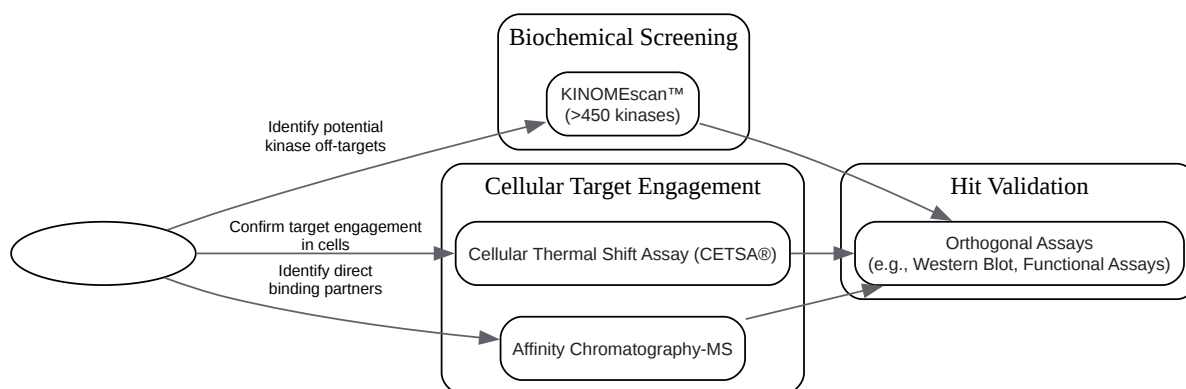 Biochemical Screening
KINOMEscan™
(>450 kinases)
Identify potential
kinase off-targets
Cellular Target Engagement
Hit Validation
Confirm target engagement
in cells
Cellular Thermal Shift Assay (CETSA®)
Orthogonal Assays
(e.g., Western Blot, Functional Assays)
Identify direct
binding partners
Affinity Chromatography-MS